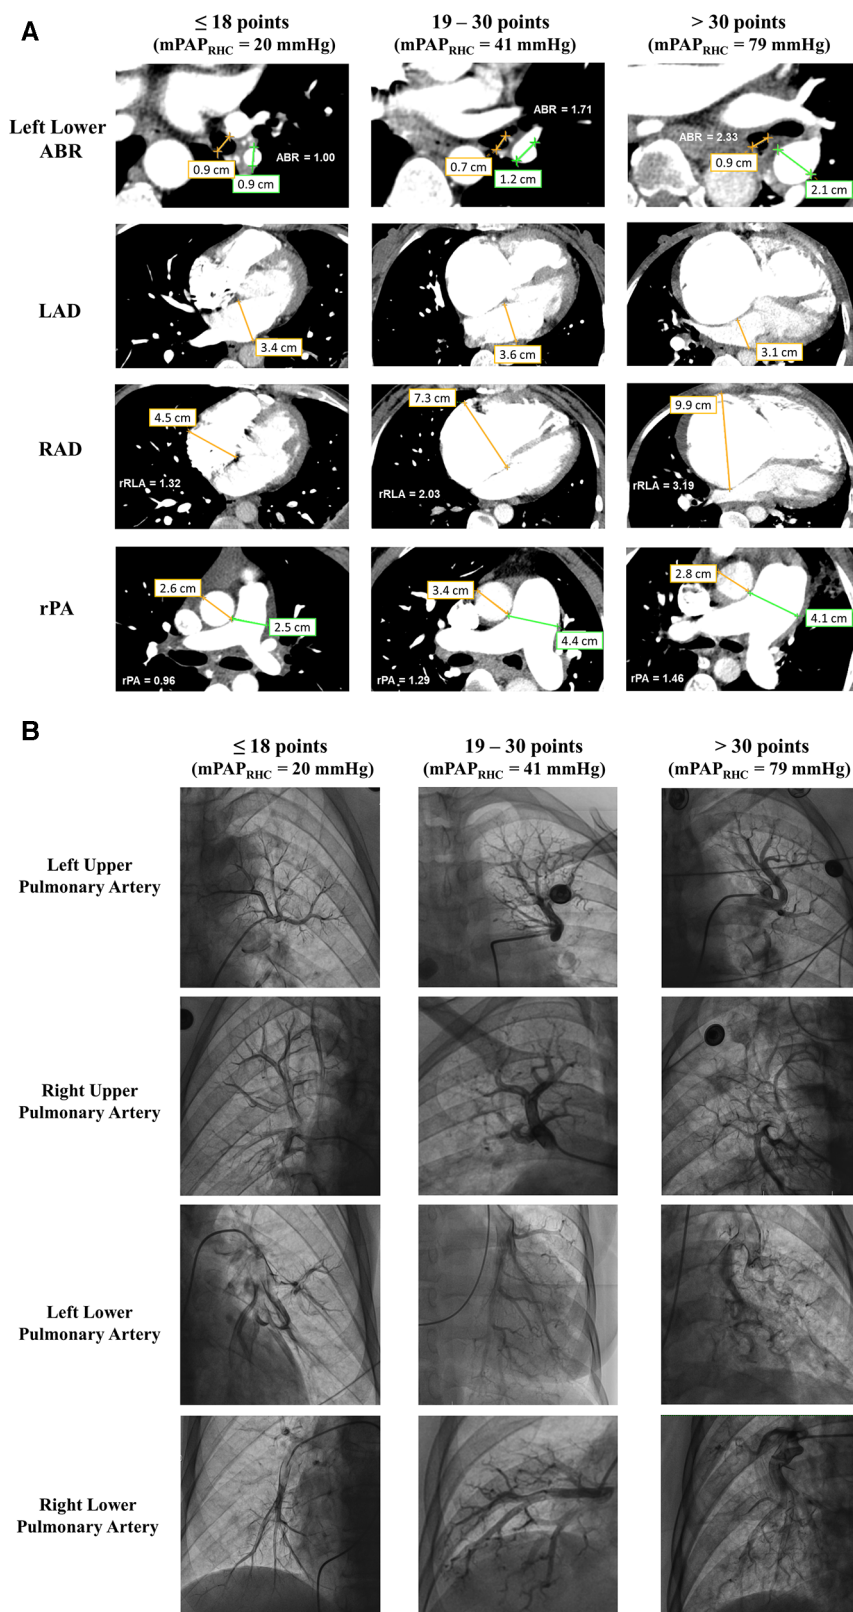 A
≤ 18 points
(mPAPRHC = 20 mmHg)
19 – 30 points
(mPAPRHC = 41 mmHg)
> 30 points
(mPAPRHC = 79 mmHg)
Left Lower
ABR
0.9 cm
0.9 cm
ABR = 1.00
0.7 cm
1.2 cm
ABR = 1.71
ABR = 2.33
0.9 cm
2.1 cm
LAD
3.4 cm
3.6 cm
3.1 cm
RAD
4.5 cm
rRLA = 1.32
7.3 cm
rRLA = 2.03
9.9 cm
rRLA = 3.19
rPA
2.6 cm
2.5 cm
rPA = 0.96
3.4 cm
4.4 cm
rPA = 1.29
2.8 cm
4.1 cm
rPA = 1.46
B
≤ 18 points
(mPAPRHC = 20 mmHg)
19 – 30 points
(mPAPRHC = 41 mmHg)
> 30 points
(mPAPRHC = 79 mmHg)
Left Upper
Pulmonary Artery
Right Upper
Pulmonary Artery
Left Lower
Pulmonary Artery
Right Lower
Pulmonary Artery